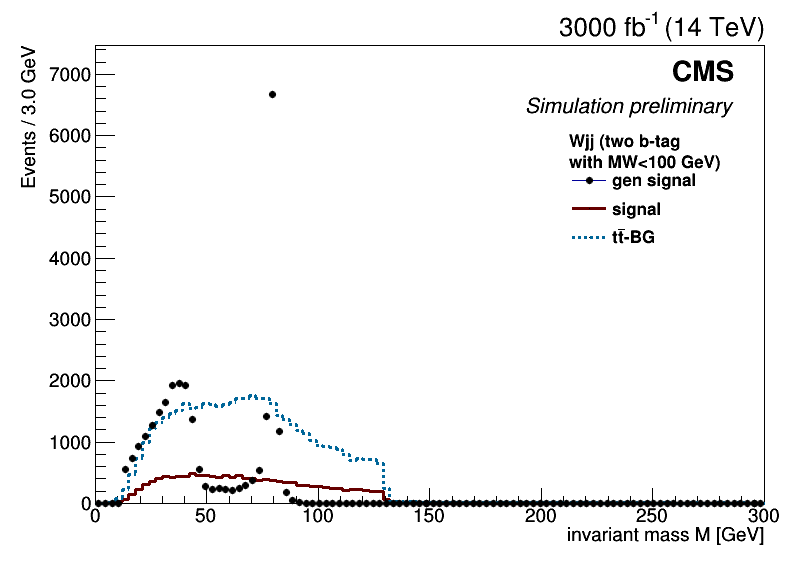 3000 fb⁻¹ (14 TeV)
Events / 3.0 GeV
7000
6000
5000
4000
3000
2000
1000
0
CMS
Simulation preliminary
Wjj (two b-tag
with MW<100 GeV)
gen signal
signal
tt̄-BG
0 50 100 150 200 250 300
invariant mass M [GeV]